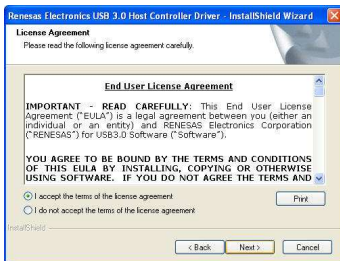 Renesas Electronics USB 3.0 Host Controller Driver - InstallShield Wizard
License Agreement
Please read the following license agreement carefully.
End User License Agreement
IMPORTANT - READ CAREFULLY: This End User License
Agreement ("EULA") is a legal agreement between you (either an
individual or an entity) and RENESAS Electronics Corporation
("RENESAS") for USB3.0 Software ("Software").
YOU AGREE TO BE BOUND BY THE TERMS AND CONDITIONS
OF THIS EULA BY INSTALLING, COPYING OR OTHERWISE
USING SOFTWARE. IF YOU DO NOT AGREE THE TERMS AND
I accept the terms of the license agreement
Print
I do not accept the terms of the license agreement
InstallShield
< Back
Next >
Cancel